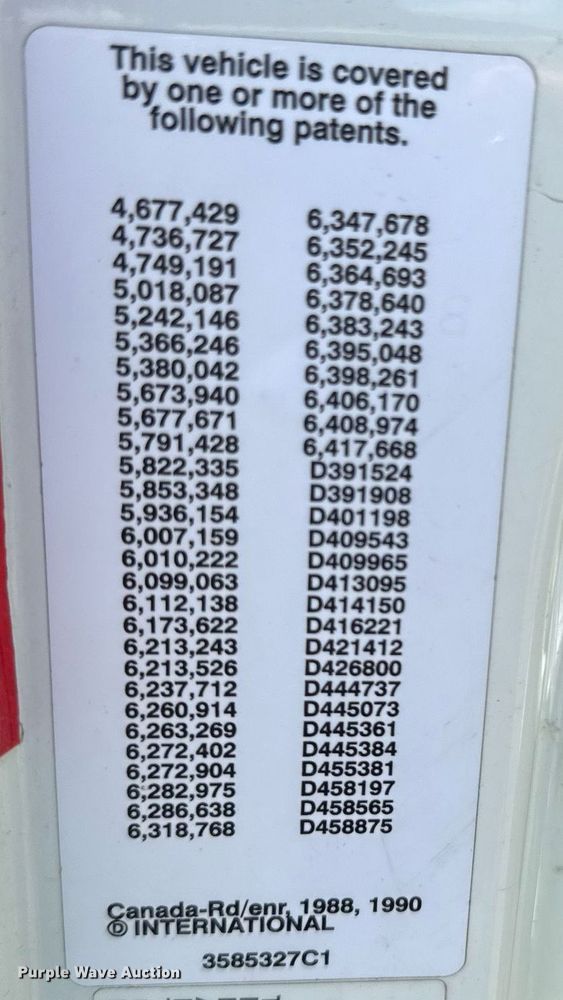 This vehicle is covered
by one or more of the
following patents.
4,677,429
4,736,727
4,749,191
5,018,087
5,242,146
5,366,246
5,380,042
5,673,940
5,677,671
5,791,428
5,822,335
5,853,348
5,936,154
6,007,159
6,010,222
6,099,063
6,112,138
6,173,622
6,213,243
6,213,526
6,237,712
6,260,914
6,263,269
6,272,402
6,272,904
6,282,975
6,286,638
6,318,768
6,347,678
6,352,245
6,364,693
6,378,640
6,383,243
6,395,048
6,398,261
6,406,170
6,408,974
6,417,668
D391524
D391908
D401198
D409543
D409965
D413095
D414150
D416221
D421412
D426800
D444737
D445073
D445361
D445384
D455381
D458197
D458565
D458875
Canada-Rd/enr, 1988, 1990
Ⓓ INTERNATIONAL
3585327C1
Purple Wave Auction